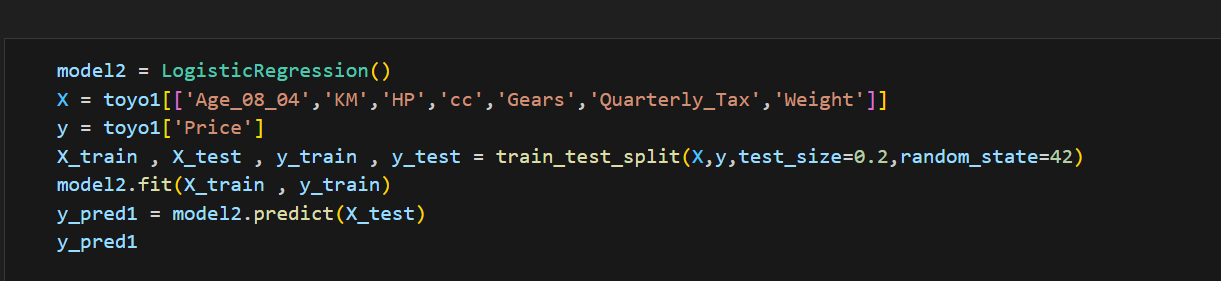 model2 = LogisticRegression()
X = toyo1[['Age_08_04','KM','HP','cc','Gears','Quarterly_Tax','Weight']]
y = toyo1['Price']
X_train , X_test , y_train , y_test = train_test_split(X,y,test_size=0.2,random_state=42)
model2.fit(X_train , y_train)
y_pred1 = model2.predict(X_test)
y_pred1